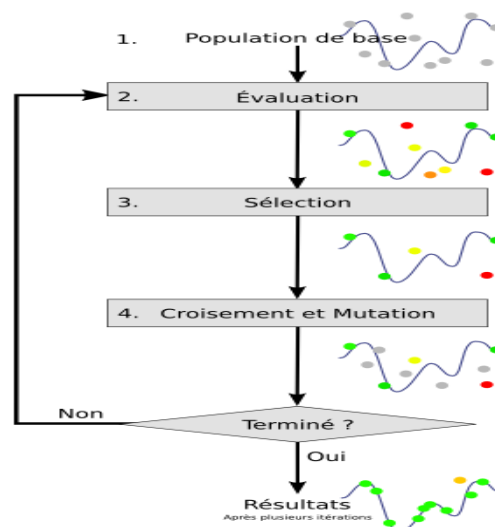 1. Population de base
2. Évaluation
3. Sélection
4. Croisement et Mutation
Non
Terminé ?
Oui
Résultats
Après plusieurs itérations